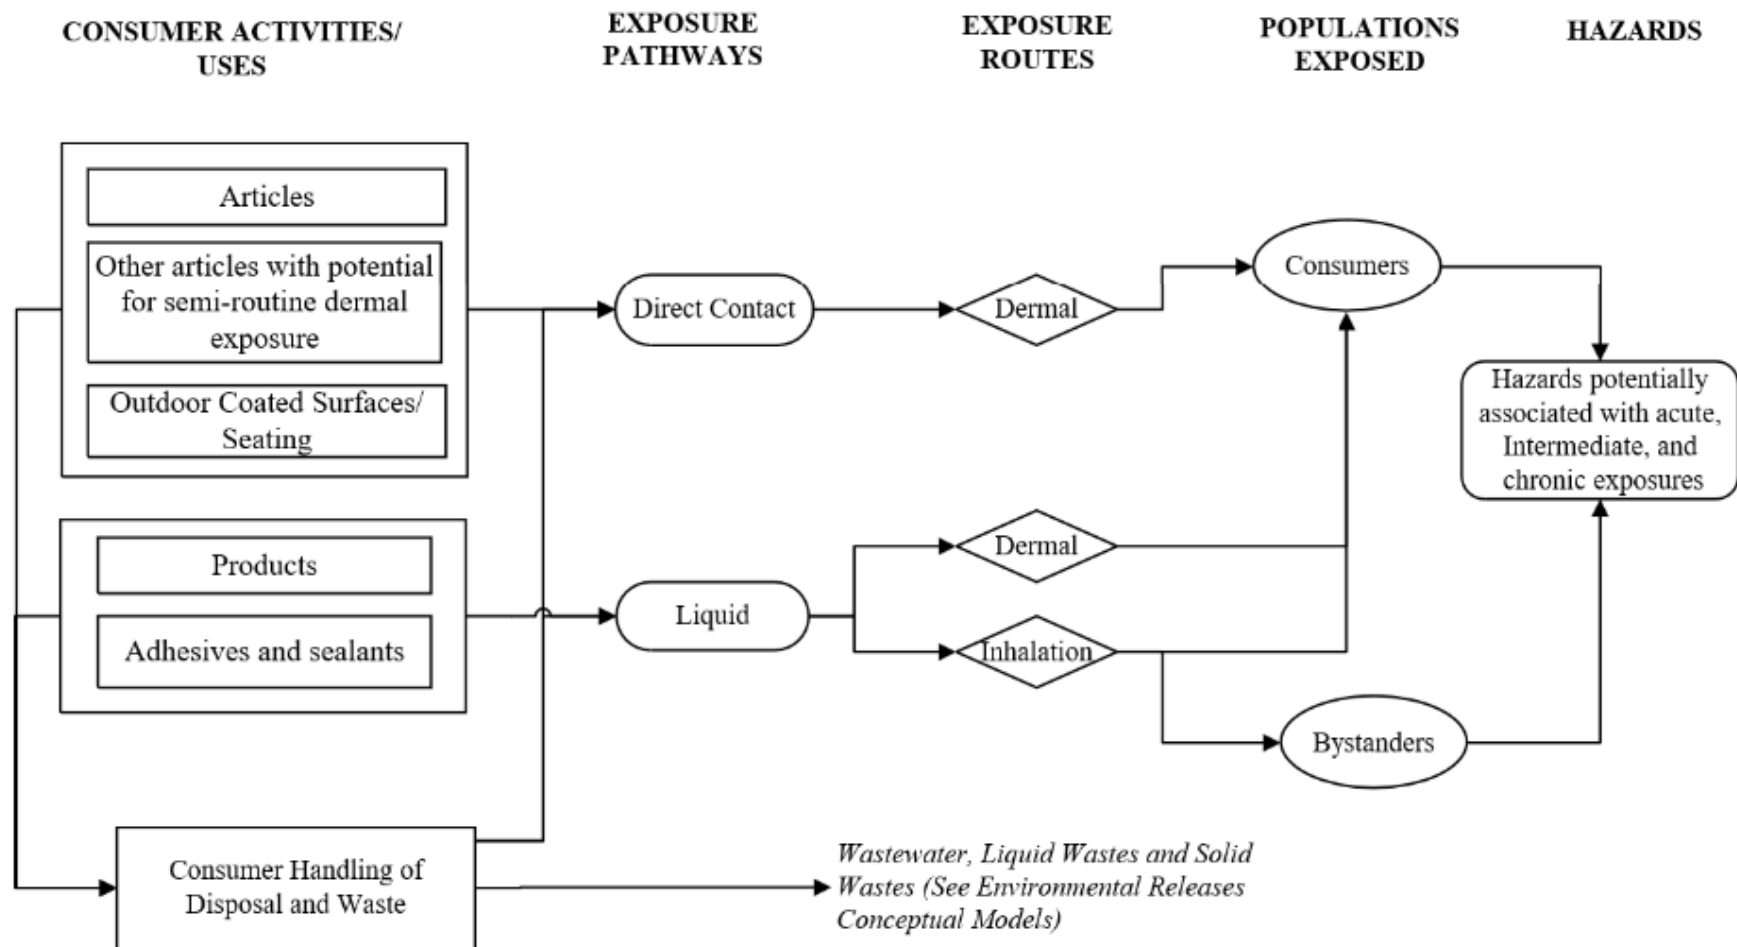 CONSUMER ACTIVITIES/
USES
EXPOSURE
PATHWAYS
EXPOSURE
ROUTES
POPULATIONS
EXPOSED
HAZARDS
Articles
Other articles with potential
for semi-routine dermal
exposure
Outdoor Coated Surfaces/
Seating
Direct Contact
Dermal
Consumers
Hazards potentially
associated with acute,
Intermediate, and
chronic exposures
Products
Adhesives and sealants
Liquid
Dermal
Inhalation
Bystanders
Consumer Handling of
Disposal and Waste
Wastewater, Liquid Wastes and Solid
Wastes (See Environmental Releases
Conceptual Models)